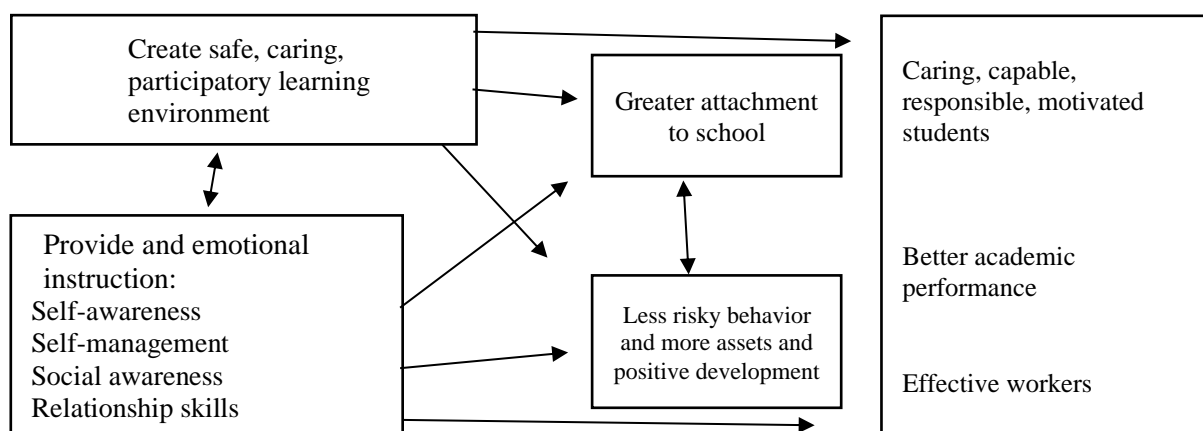 Create safe, caring,
participatory learning
environment
Provide and emotional
instruction:
Self-awareness
Self-management
Social awareness
Relationship skills
Greater attachment
to school
Less risky behavior
and more assets and
positive development
Caring, capable,
responsible, motivated
students
Better academic
performance
Effective workers